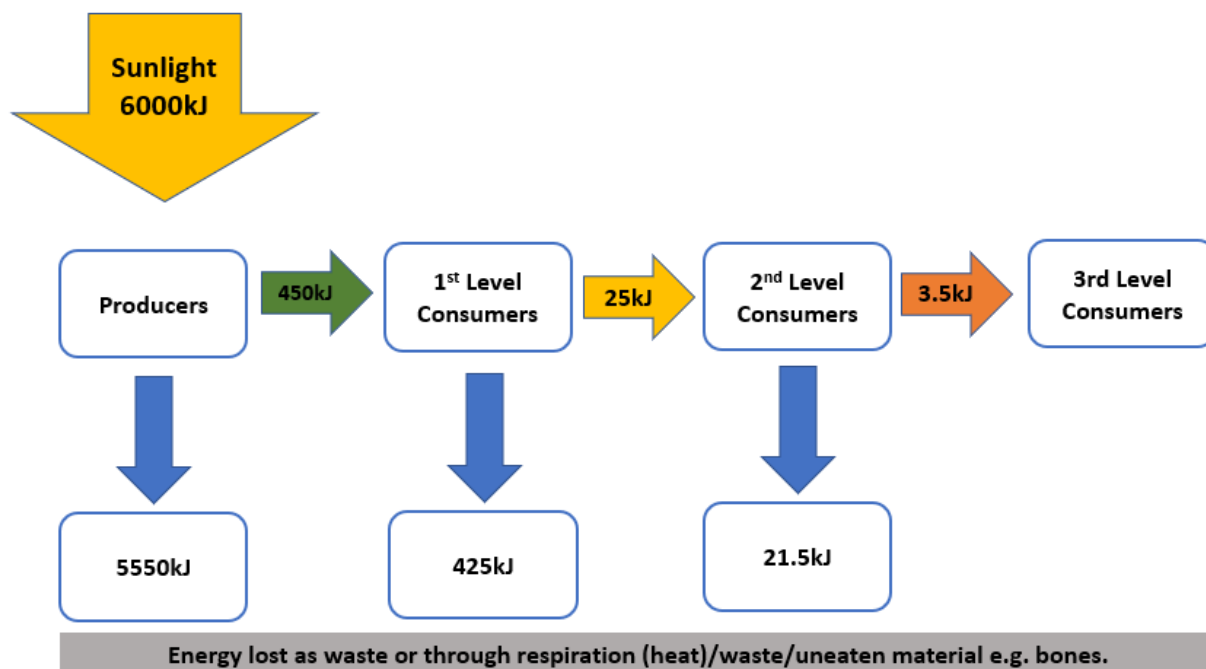 Sunlight
6000kJ
Producers
450kJ
1st Level
Consumers
25kJ
2nd Level
Consumers
3.5kJ
3rd Level
Consumers
5550kJ
425kJ
21.5kJ
Energy lost as waste or through respiration (heat)/waste/uneaten material e.g. bones.